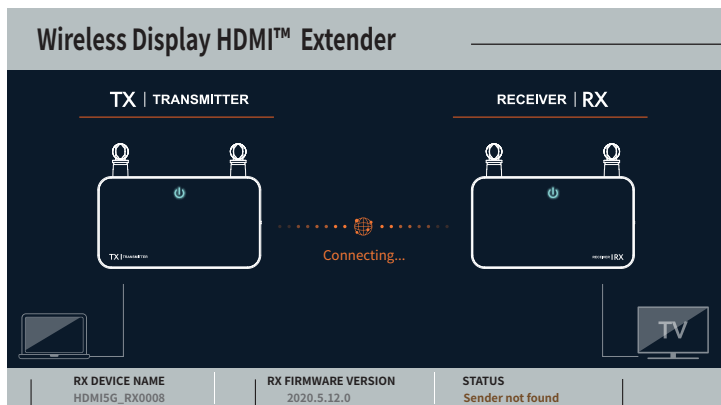 Wireless Display HDMI™ Extender
TX | TRANSMITTER
RECEIVER | RX
TX | TRANSMITTER
RECEIVER | RX
Connecting...
TV
RX DEVICE NAME
RX FIRMWARE VERSION
STATUS
HDMI5G_RX0008
2020.5.12.0
Sender not found